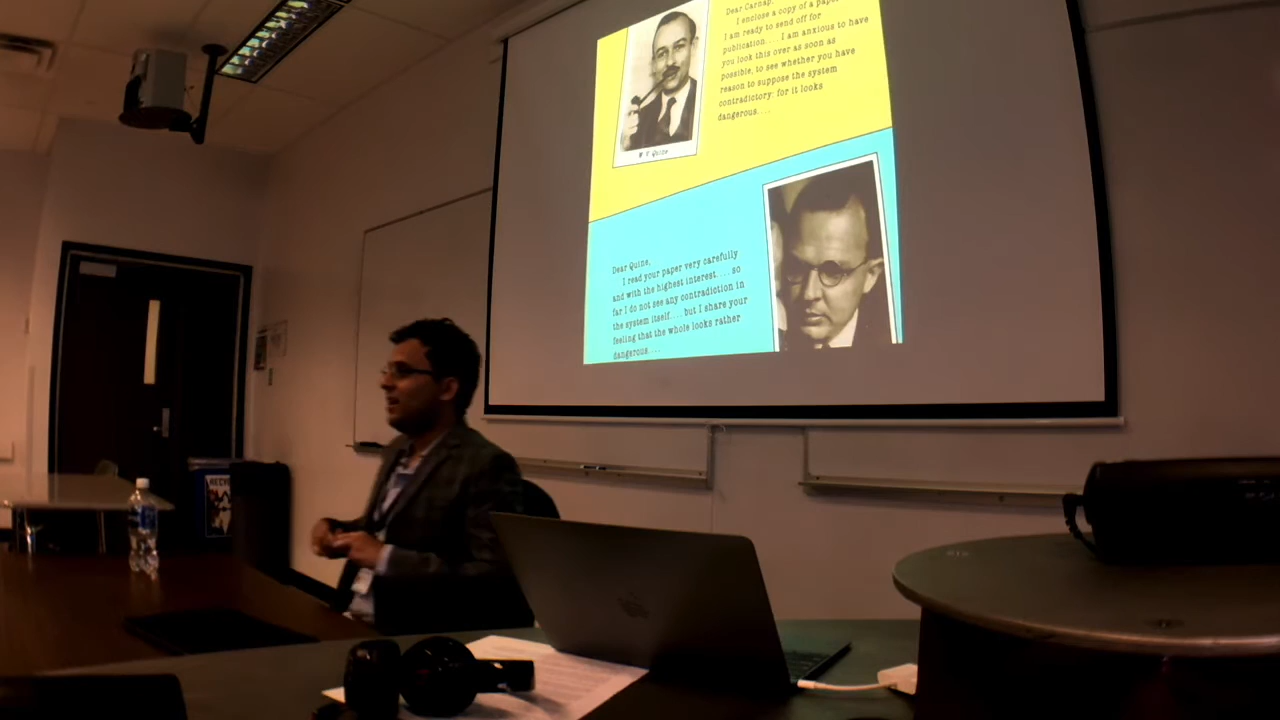 Dear Carnap,
I enclose a copy of a paper
I am ready to send off for
publication.... I am anxious to have
you look this over as soon as
possible, to see whether you have
reason to suppose the system
contradictory: for it looks
dangerous....
W V Quine
Dear Quine,
I read your paper very carefully
and with the highest interest.... so
far I do not see any contradiction in
the system itself.... but I share your
feeling that the whole looks rather
dangerous....
RECYC